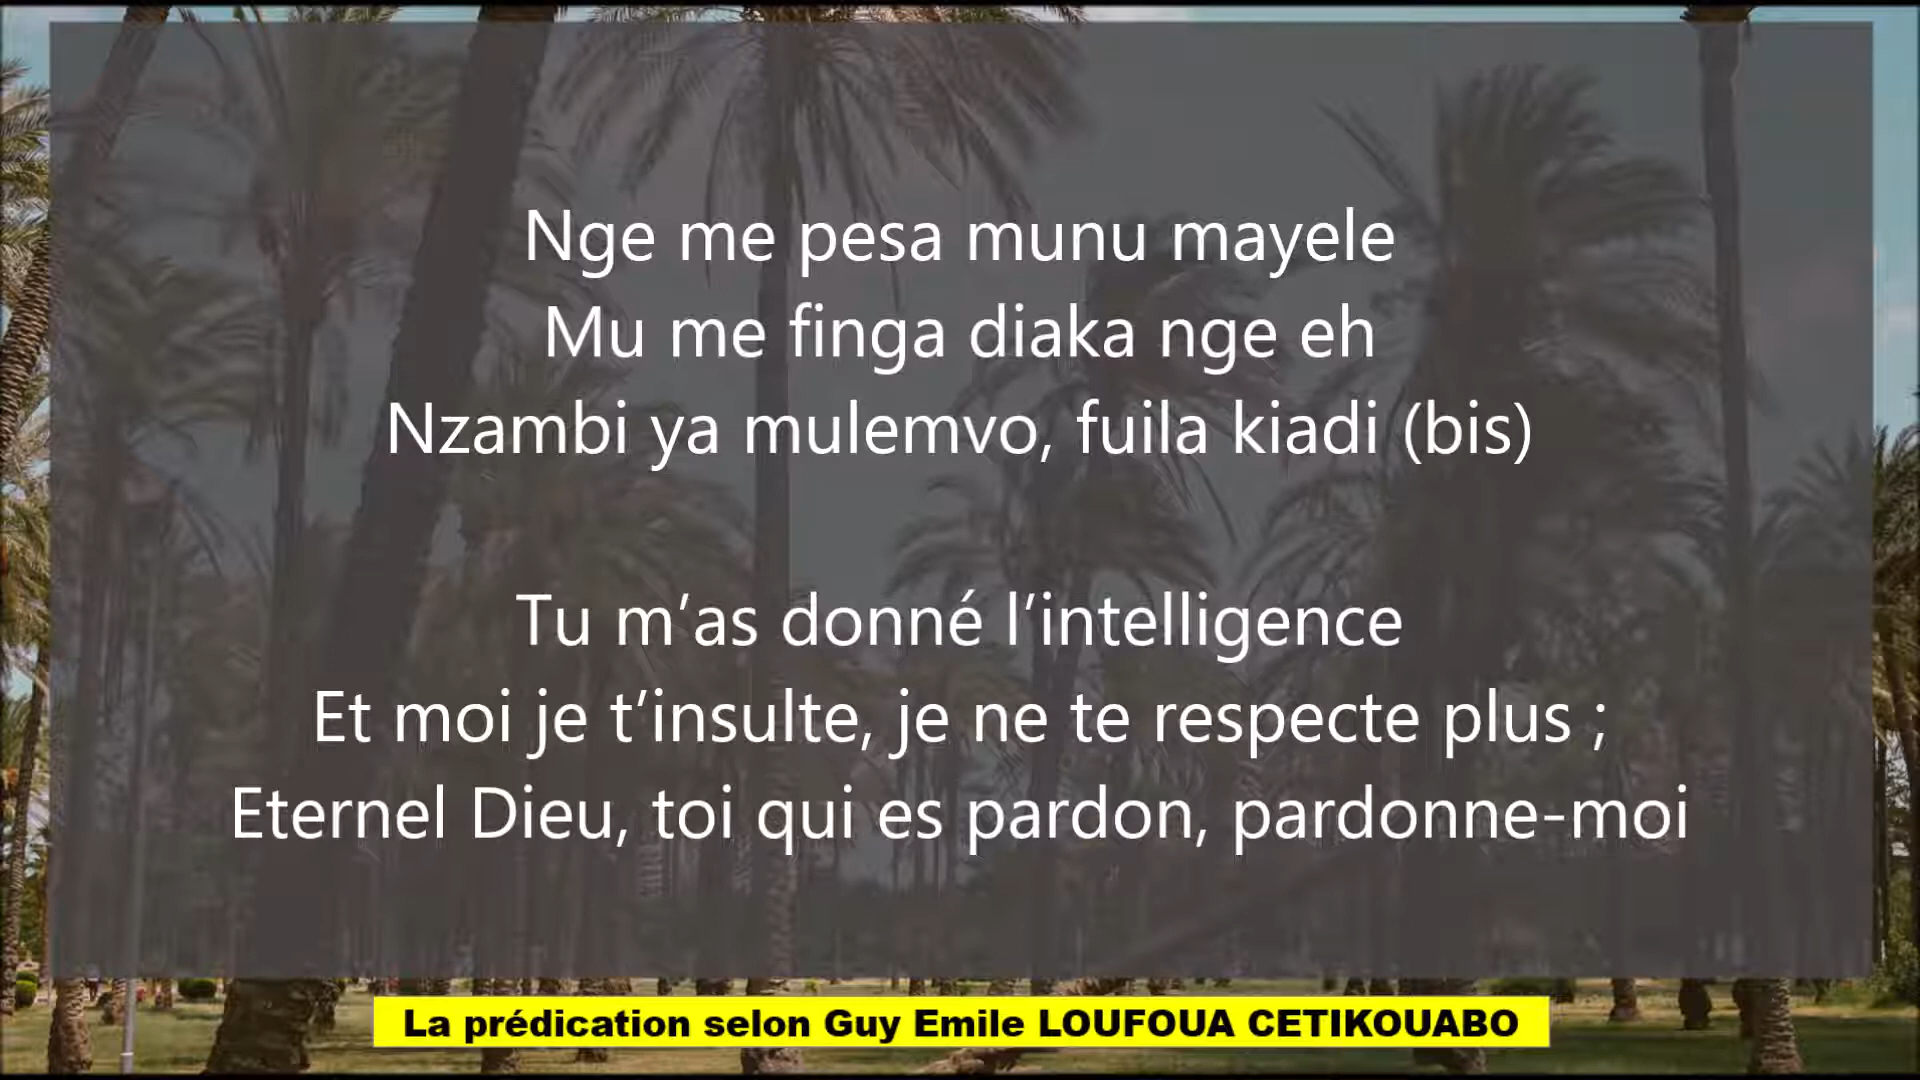 Nge me pesa munu mayele
Mu me finga diaka nge eh
Nzambi ya mulemvo, fuila kiadi (bis)
Tu m’as donné l’intelligence
Et moi je t’insulte, je ne te respecte plus ;
Eternel Dieu, toi qui es pardon, pardonne-moi
La prédication selon Guy Emile LOUFOUA CETIKOUABO